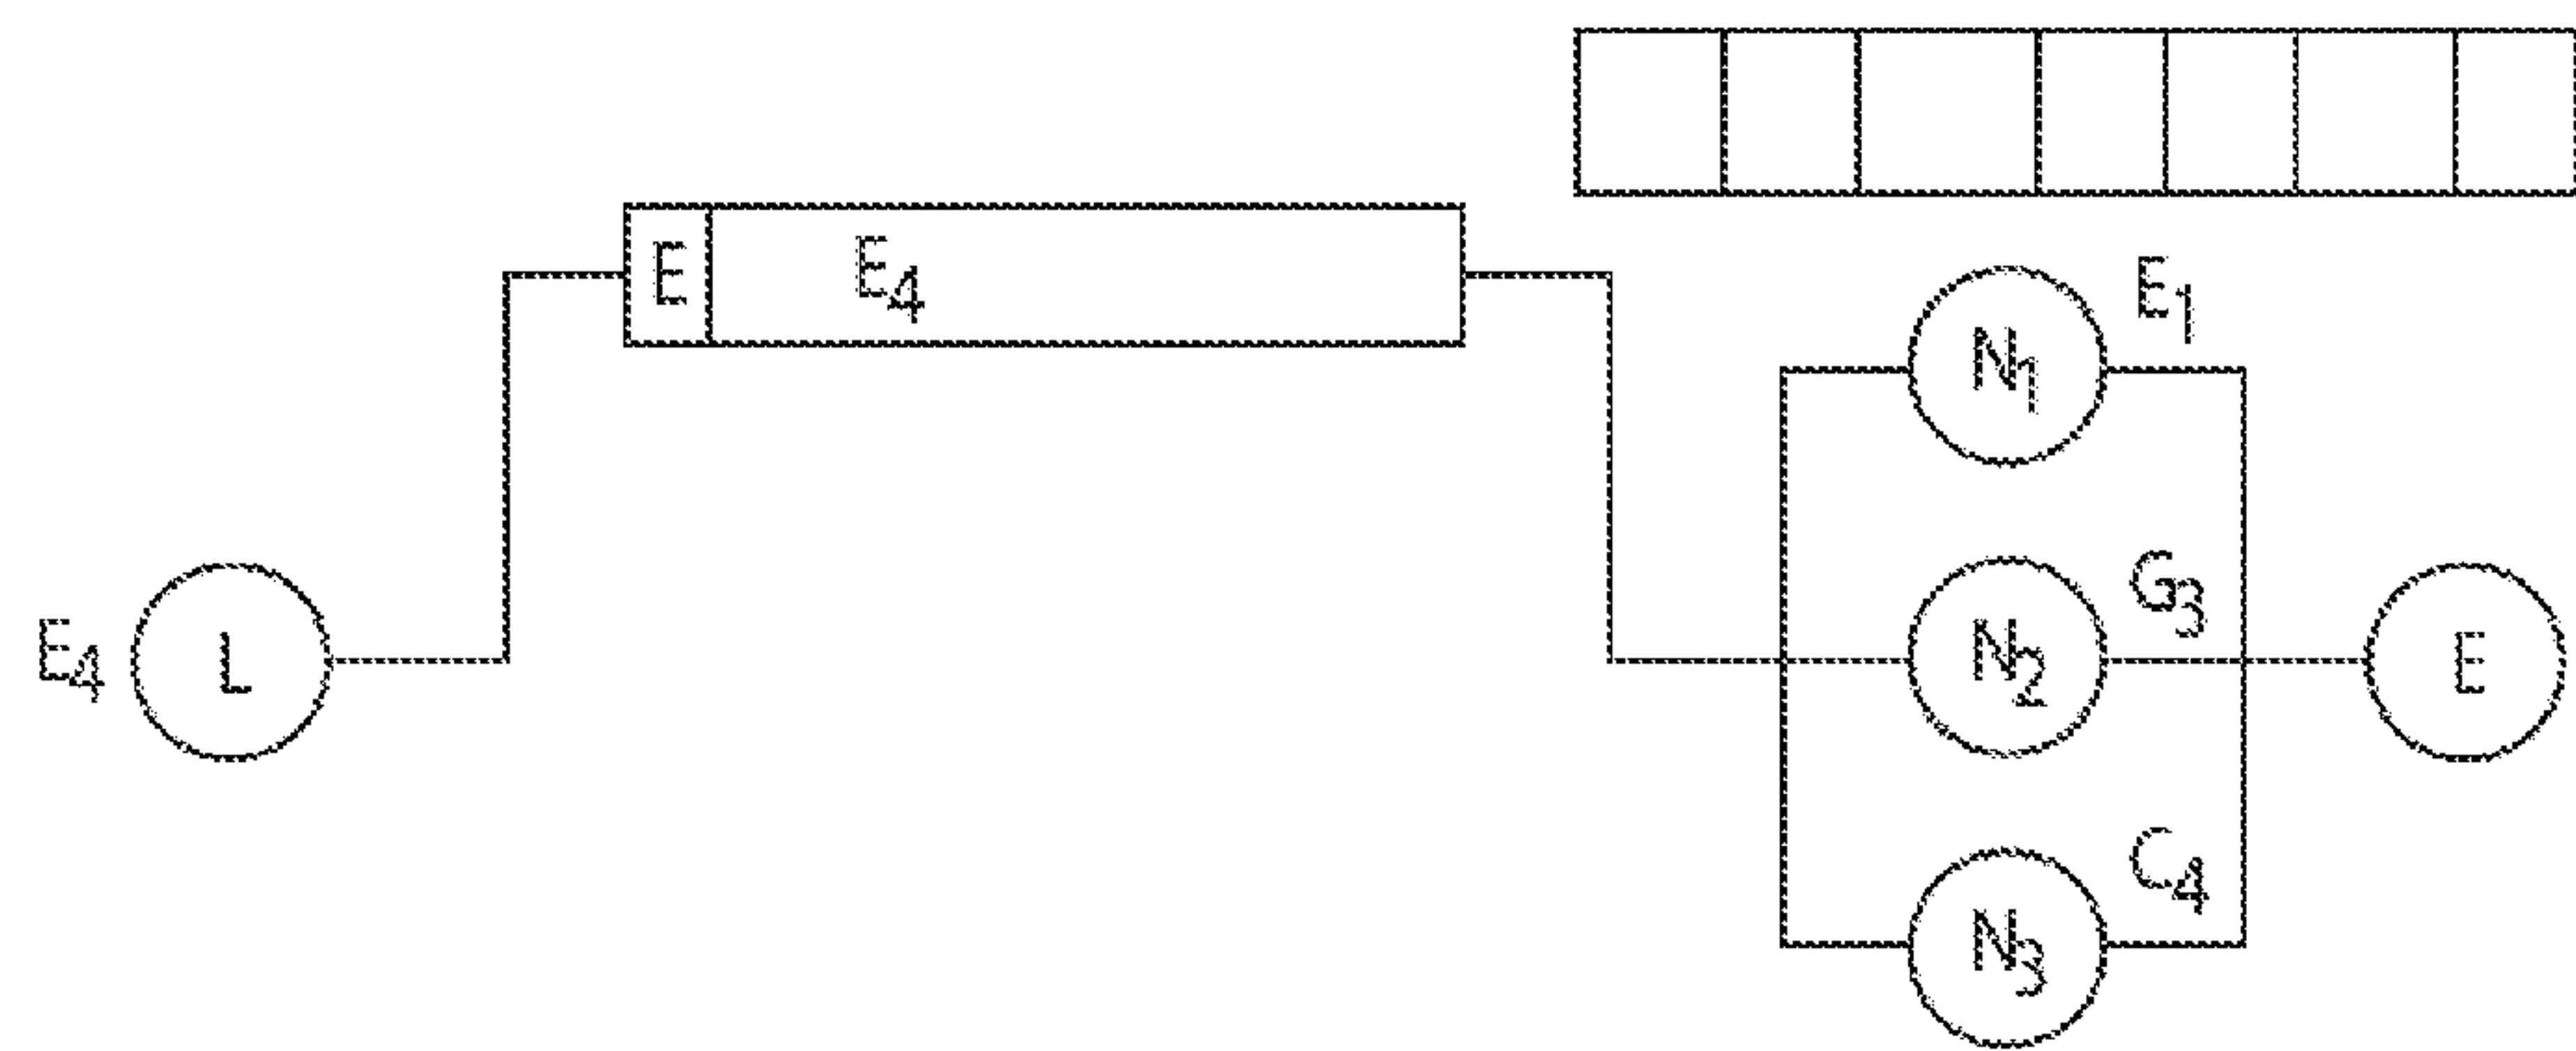 E E₄
E₁
N₁
G₃
E₄ L N₂ E
C₄
N₃